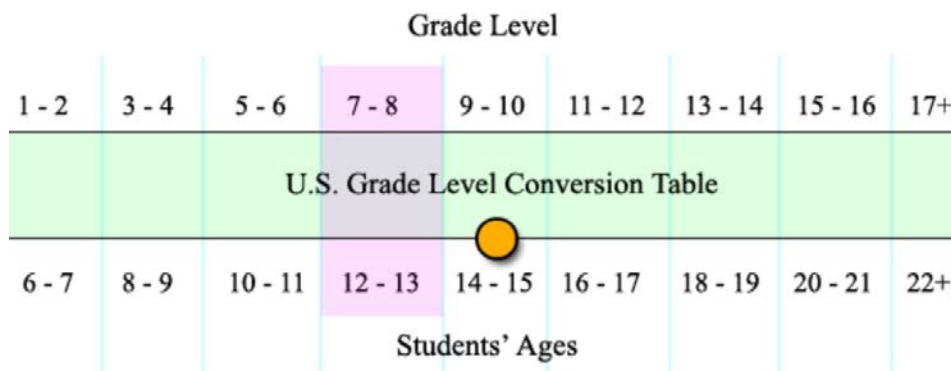 Grade Level
1 - 2 3 - 4 5 - 6 7 - 8 9 - 10 11 - 12 13 - 14 15 - 16 17+
U.S. Grade Level Conversion Table
6 - 7 8 - 9 10 - 11 12 - 13 14 - 15 16 - 17 18 - 19 20 - 21 22+
Students’ Ages